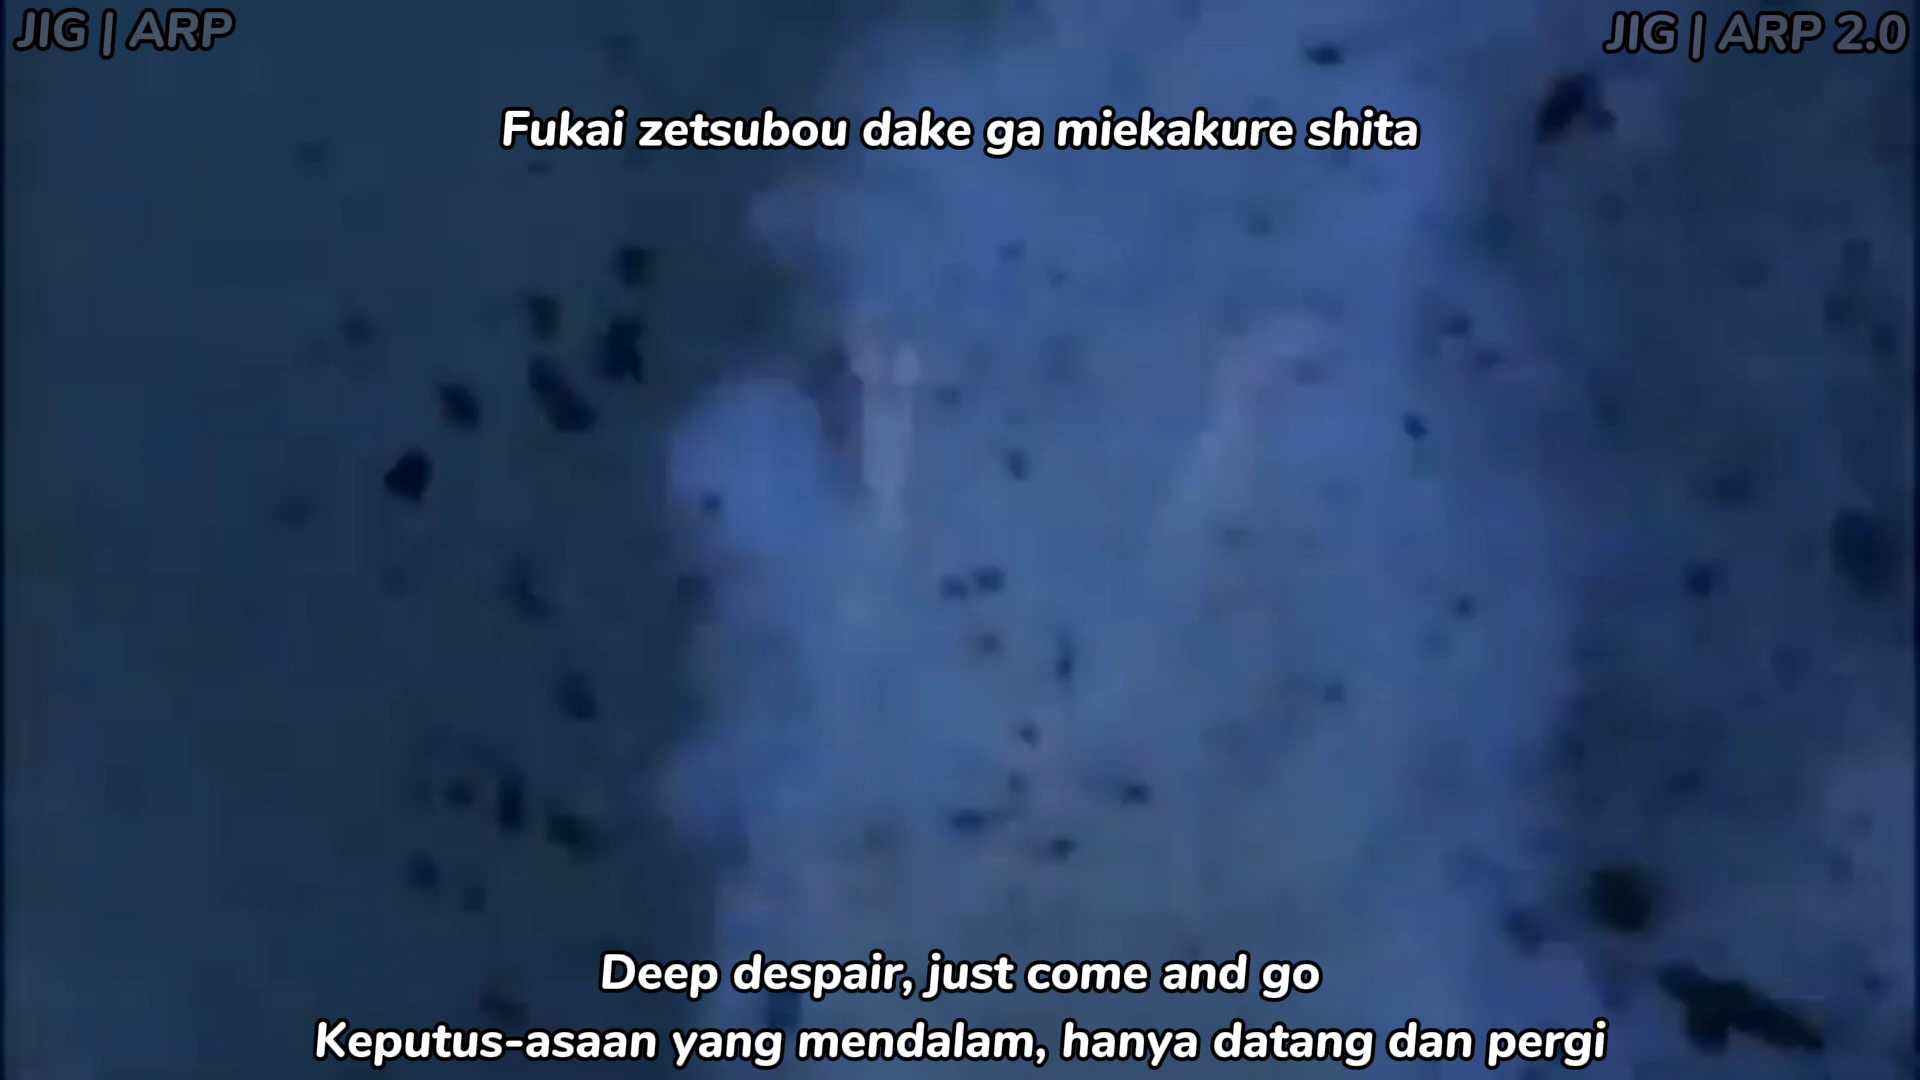 JIG | ARP
JIG | ARP 2.0
Fukai zetsubou dake ga miekakure shita
Deep despair, just come and go
Keputus-asaan yang mendalam, hanya datang dan pergi